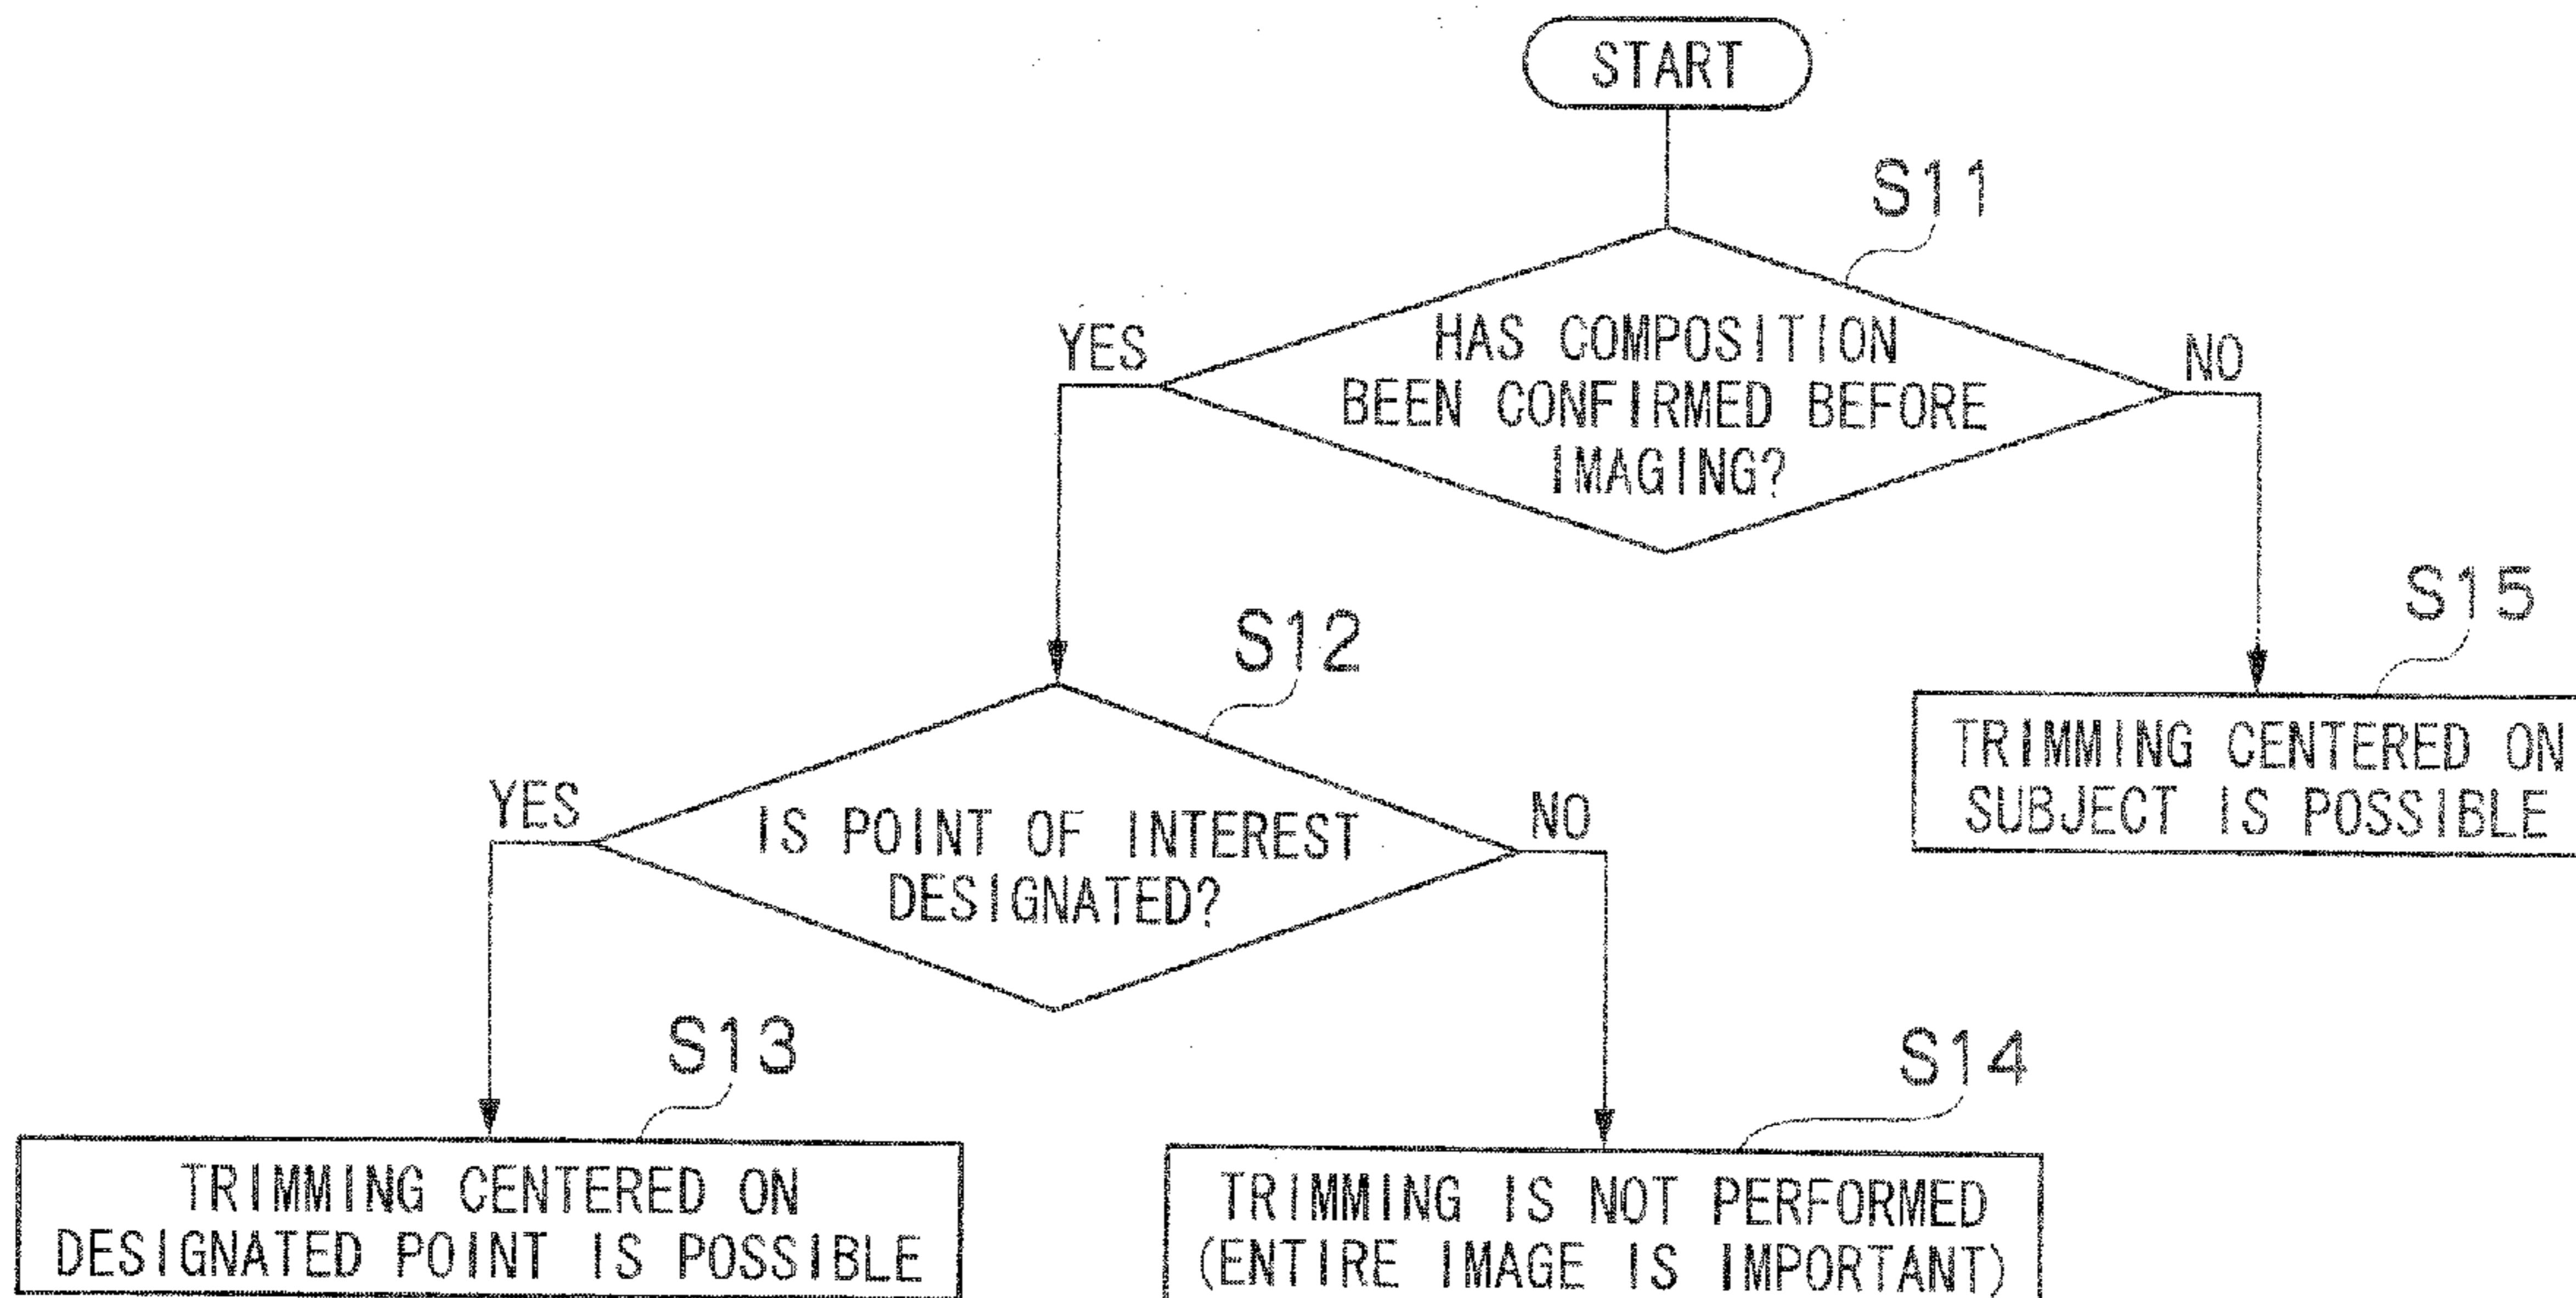 START
S11
HAS COMPOSITION
BEEN CONFIRMED BEFORE
IMAGING?
YES
NO
S12
IS POINT OF INTEREST
DESIGNATED?
YES
NO
S15
TRIMMING CENTERED ON
SUBJECT IS POSSIBLE
S13
TRIMMING CENTERED ON
DESIGNATED POINT IS POSSIBLE
S14
TRIMMING IS NOT PERFORMED
(ENTIRE IMAGE IS IMPORTANT)